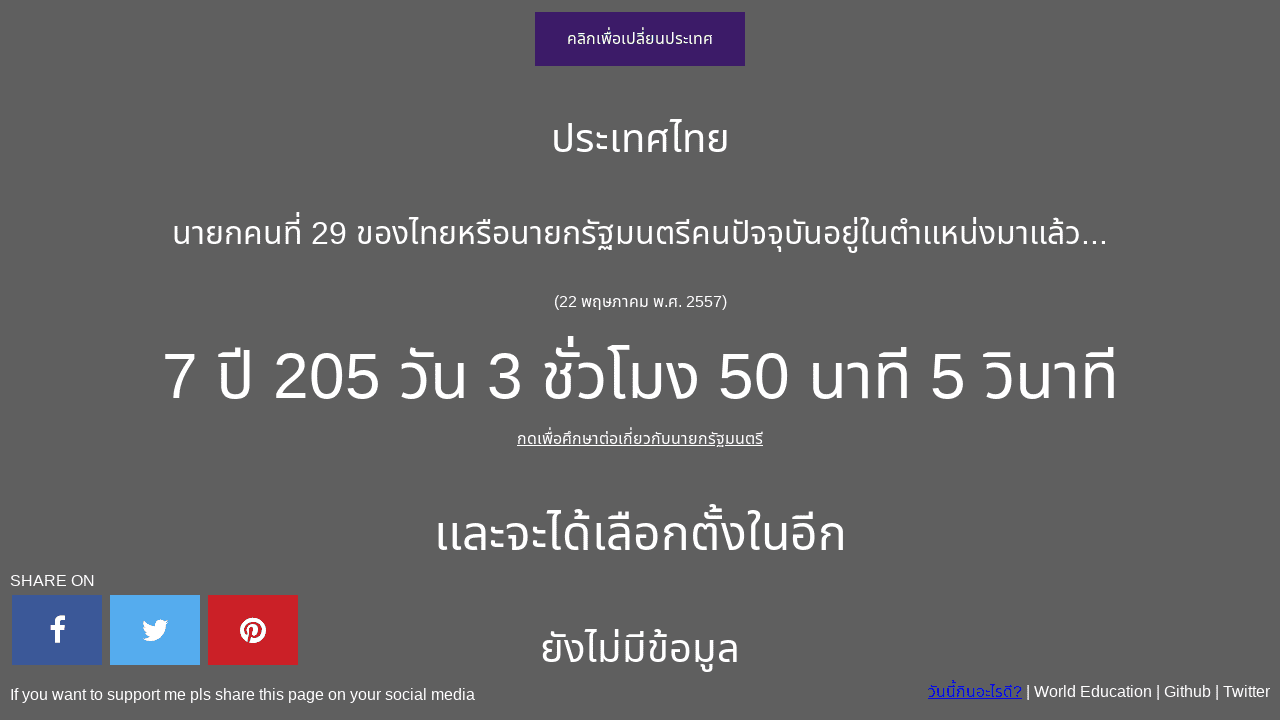 คลิกเพื่อเปลี่ยนประเทศ
ประเทศไทย
นายกคนที่ 29 ของไทยหรือนายกรัฐมนตรีคนปัจจุบันอยู่ในตำแหน่งมาแล้ว...
(22 พฤษภาคม พ.ศ. 2557)
7 ปี 205 วัน 3 ชั่วโมง 50 นาที 5 วินาที
กดเพื่อศึกษาต่อเกี่ยวกับนายกรัฐมนตรี
และจะได้เลือกตั้งในอีก
ยังไม่มีข้อมูล
SHARE ON
If you want to support me pls share this page on your social media
วันนี้กินอะไรดี? | World Education | Github | Twitter